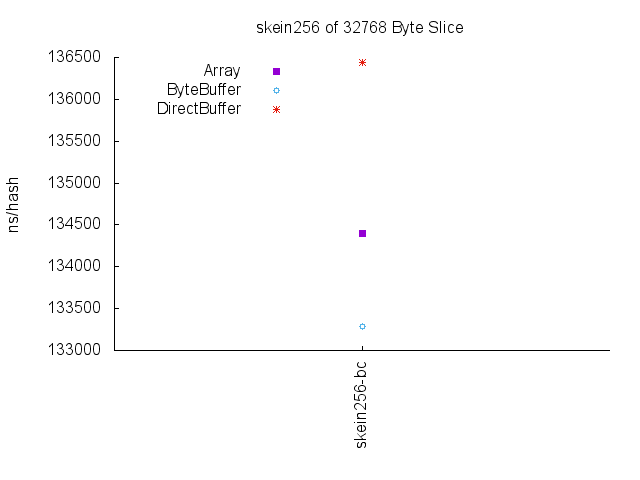 skein256 of 32768 Byte Slice
136500
136000
135500
135000
134500
134000
133500
133000
ns/hash
Array
ByteBuffer
DirectBuffer
skein256-bc